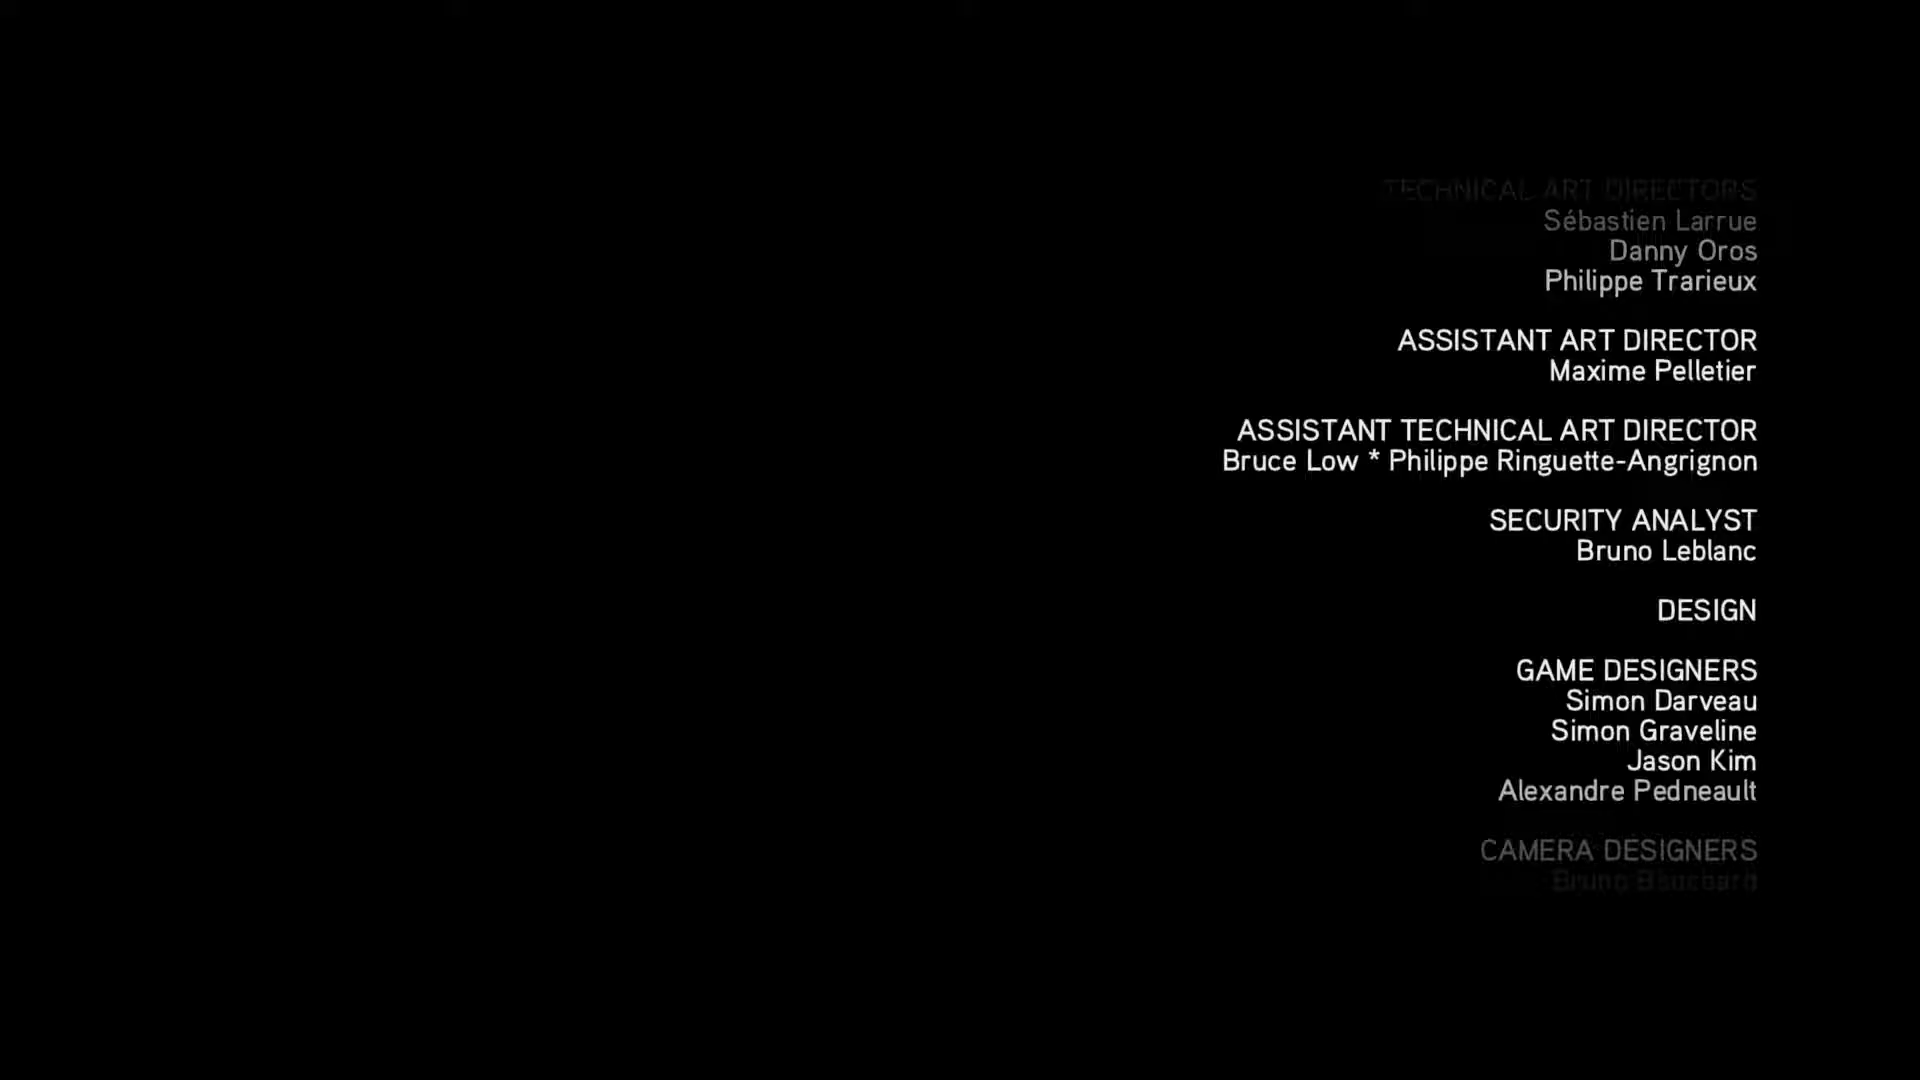 TECHNICAL ART DIRECTORS
Sébastien Larrue
Danny Oros
Philippe Trarieux
ASSISTANT ART DIRECTOR
Maxime Pelletier
ASSISTANT TECHNICAL ART DIRECTOR
Bruce Low * Philippe Ringuette-Angrignon
SECURITY ANALYST
Bruno Leblanc
DESIGN
GAME DESIGNERS
Simon Darveau
Simon Graveline
Jason Kim
Alexandre Pedneault
CAMERA DESIGNERS
Bruno Bouchard